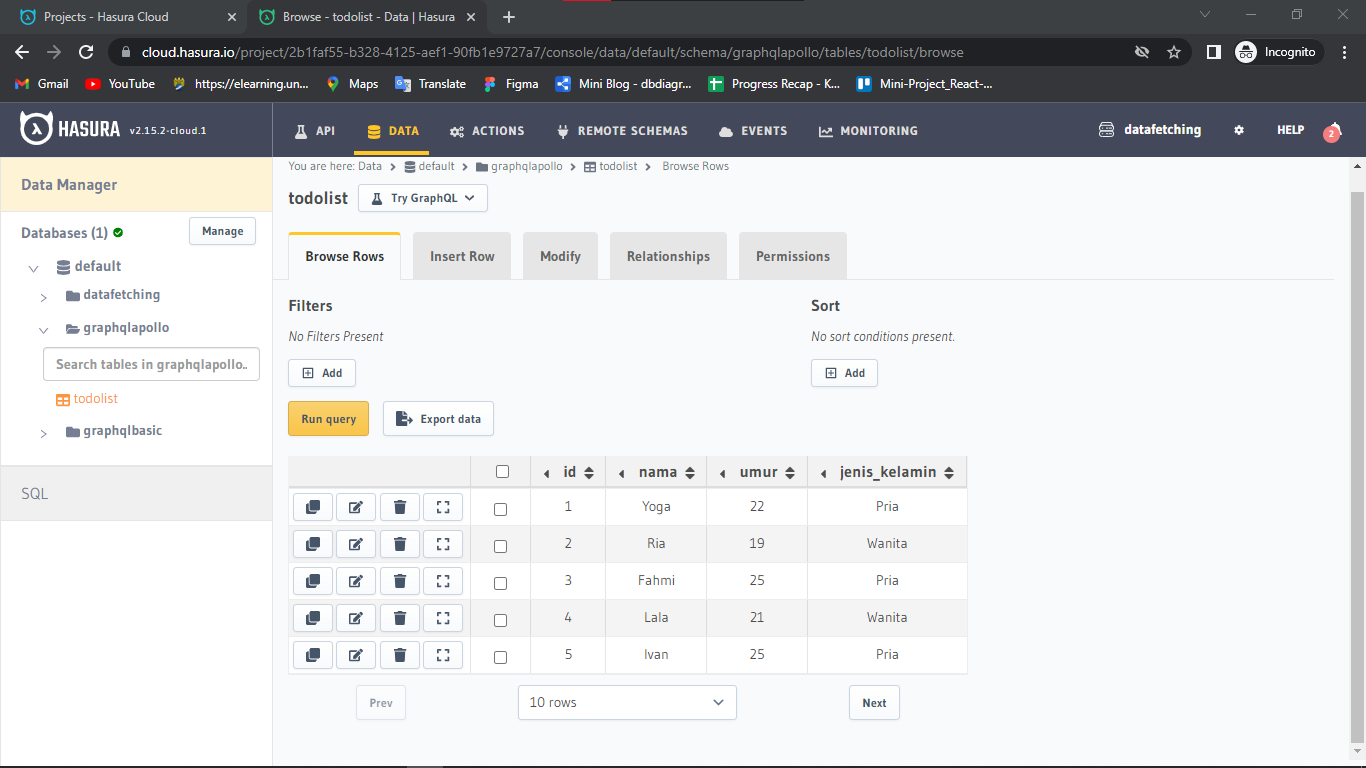 Projects - Hasura Cloud
Browse - todolist - Data | Hasura
cloud.hasura.io/project/2b1faf55-b328-4125-aef1-90fb1e9727a7/console/data/default/schema/graphqlapollo/tables/todolist/browse
Incognito
Gmail
YouTube
https://elearning.un...
Maps
Translate
Figma
Mini Blog - dbdiagr...
Progress Recap - K...
Mini-Project_React-...
HASURA v2.15.2-cloud.1
API
DATA
ACTIONS
REMOTE SCHEMAS
EVENTS
MONITORING
datafetching
HELP
2
Data Manager
Databases (1)
Manage
default
datafetching
graphqlapollo
Search tables in graphqlapollo..
todolist
graphqlbasic
SQL
You are here: Data > default > graphqlapollo > todolist > Browse Rows
todolist
Try GraphQL
Browse Rows
Insert Row
Modify
Relationships
Permissions
Filters
No Filters Present
Add
Sort
No sort conditions present.
Add
Run query
Export data
id nama umur jenis_kelamin
1 Yoga 22 Pria
2 Ria 19 Wanita
3 Fahmi 25 Pria
4 Lala 21 Wanita
5 Ivan 25 Pria
Prev
10 rows
Next